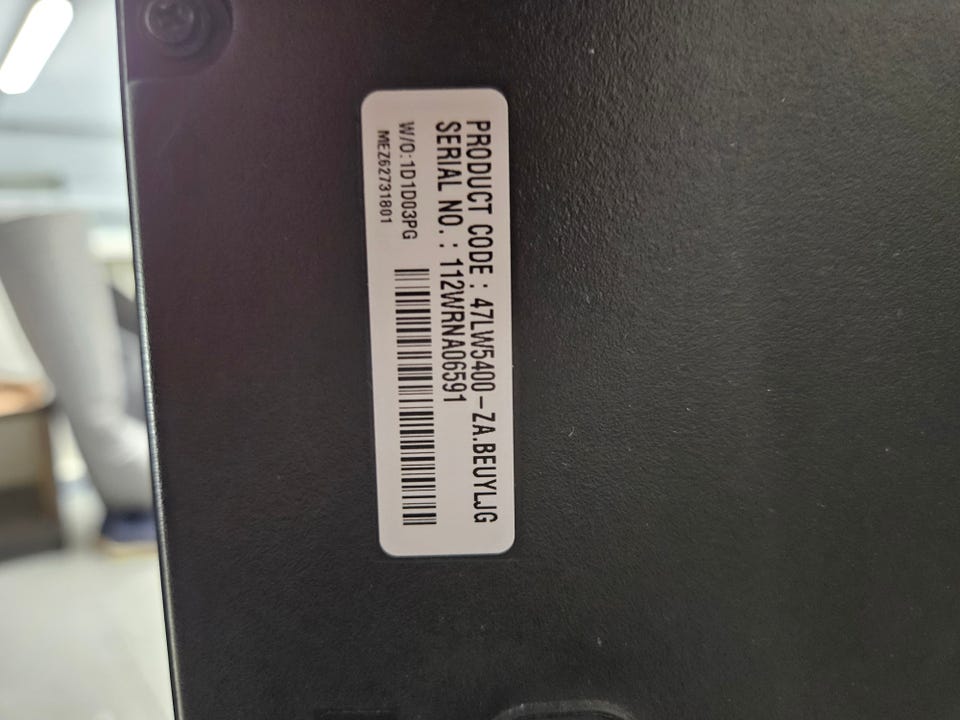 PRODUCT CODE : 47LW5400-ZA.BEUYLJG
SERIAL NO. : 112WRNA06591
W/O:1D1D03PG
MEZ62731801